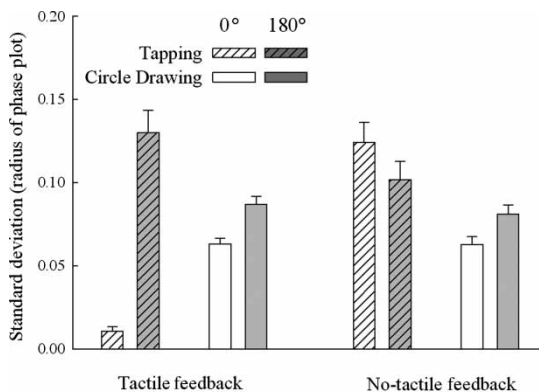 0° 180°
Tapping
Circle Drawing
Standard deviation (radius of phase plot)
0.20
0.15
0.10
0.05
0.00
Tactile feedback No-tactile feedback